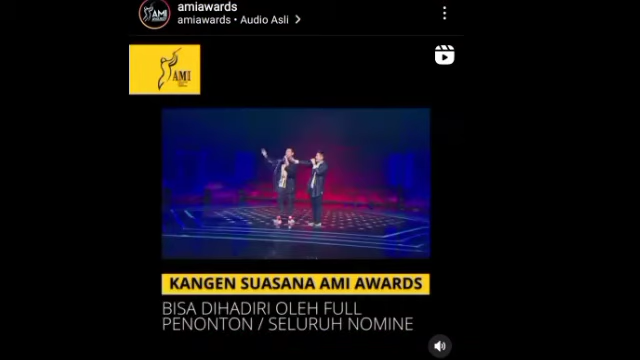 amiawards
amiawards • Audio Asli
AMI
KANGEN SUASANA AMI AWARDS
BISA DIHADIRI OLEH FULL
PENONTON / SELURUH NOMINE